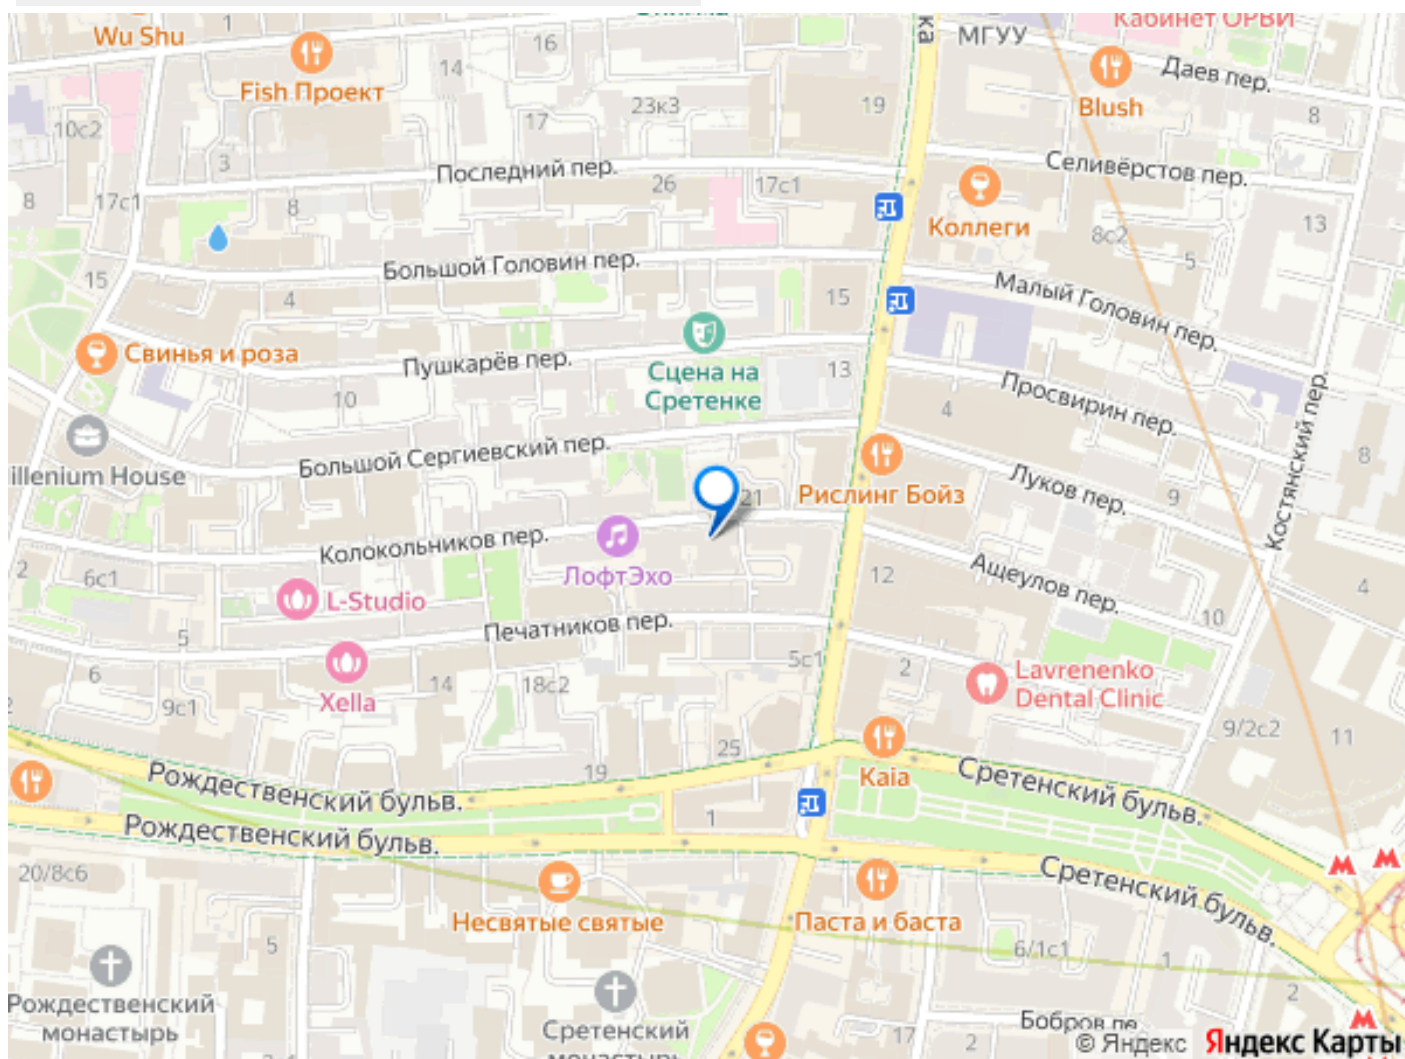 Wu Shu
1
16
МГУУ
Кабинет ОРВИ
Fish Проект
14
Даев пер.
Blush
23к3
19
8
10с2
17
3
Последний пер.
Селивёрстов пер.
26
17с1
8
17с1
8
Коллеги
13
8с2
5
Большой Головин пер.
15
4
15
Малый Головин пер.
Свинья и роза
Пушкарёв пер.
Сцена на
Сретенке
13
10
4
Просвирин пер.
Костянский пер.
Большой Сергиевский пер.
8
illenium House
Рислинг Бойз
Луков пер.
9
21
Колокольников пер.
ЛофтЭхо
2
6с1
12
Ащеулов пер.
4
L-Studio
10
Печатников пер.
5
5с1
2
Lavrenenko
Dental Clinic
6
14
18с2
Xella
9с1
25
9/2с2
11
Kaia
19
Рождественский бульв.
Сретенский бульв.
1
Рождественский бульв.
20/8с6
Сретенский бульв.
Несвятые святые
Паста и баста
5
6/1с1
1
Рождественский
монастырь
2
Сретенский
монастырь
17
2
Бобров пе
© Яндекс Яндекс Карты